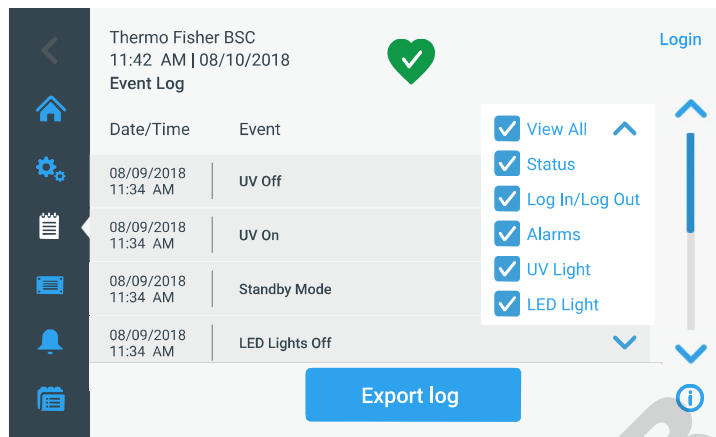 Thermo Fisher BSC
Login
11:42 AM | 08/10/2018
Event Log
Date/Time Event
View All
Status
Log In/Log Out
Alarms
UV Light
LED Light
08/09/2018
11:34 AM
UV Off
08/09/2018
11:34 AM
UV On
08/09/2018
11:34 AM
Standby Mode
08/09/2018
11:34 AM
LED Lights Off
Export log